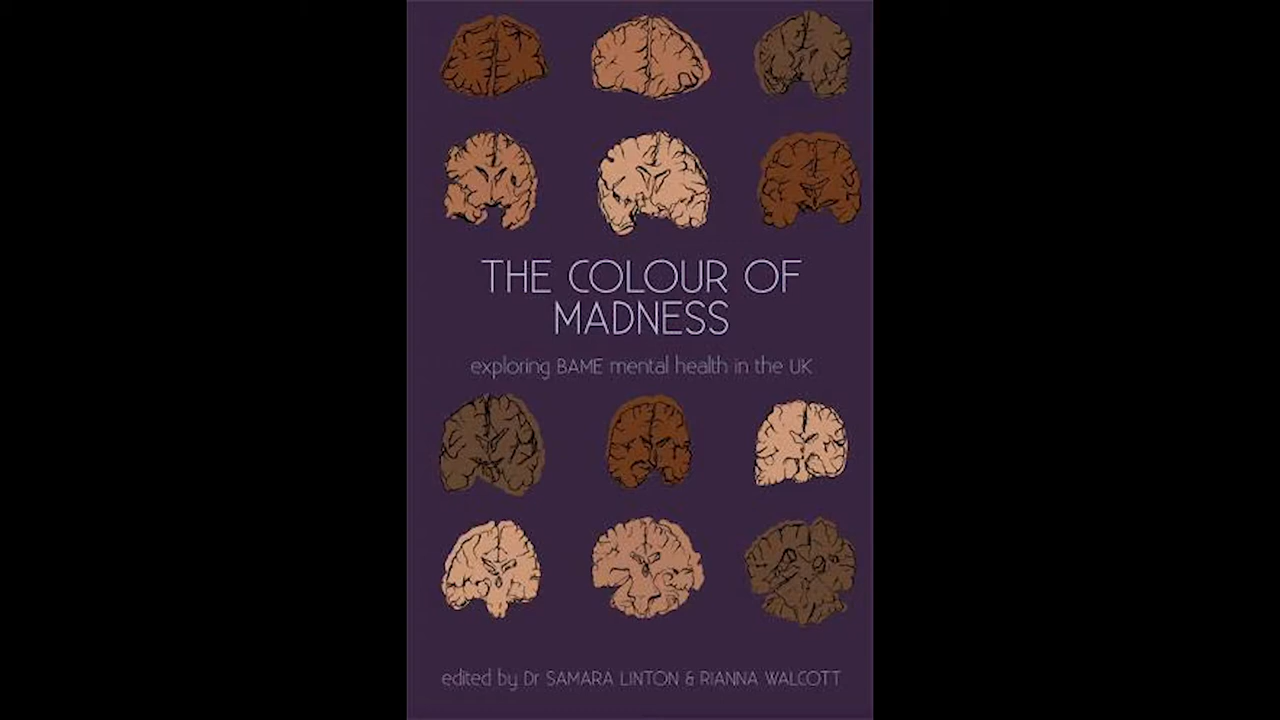 THE COLOUR OF
MADNESS
exploring BAME mental health in the UK
edited by Dr SAMARA LINTON & RIANNA WALCOTT